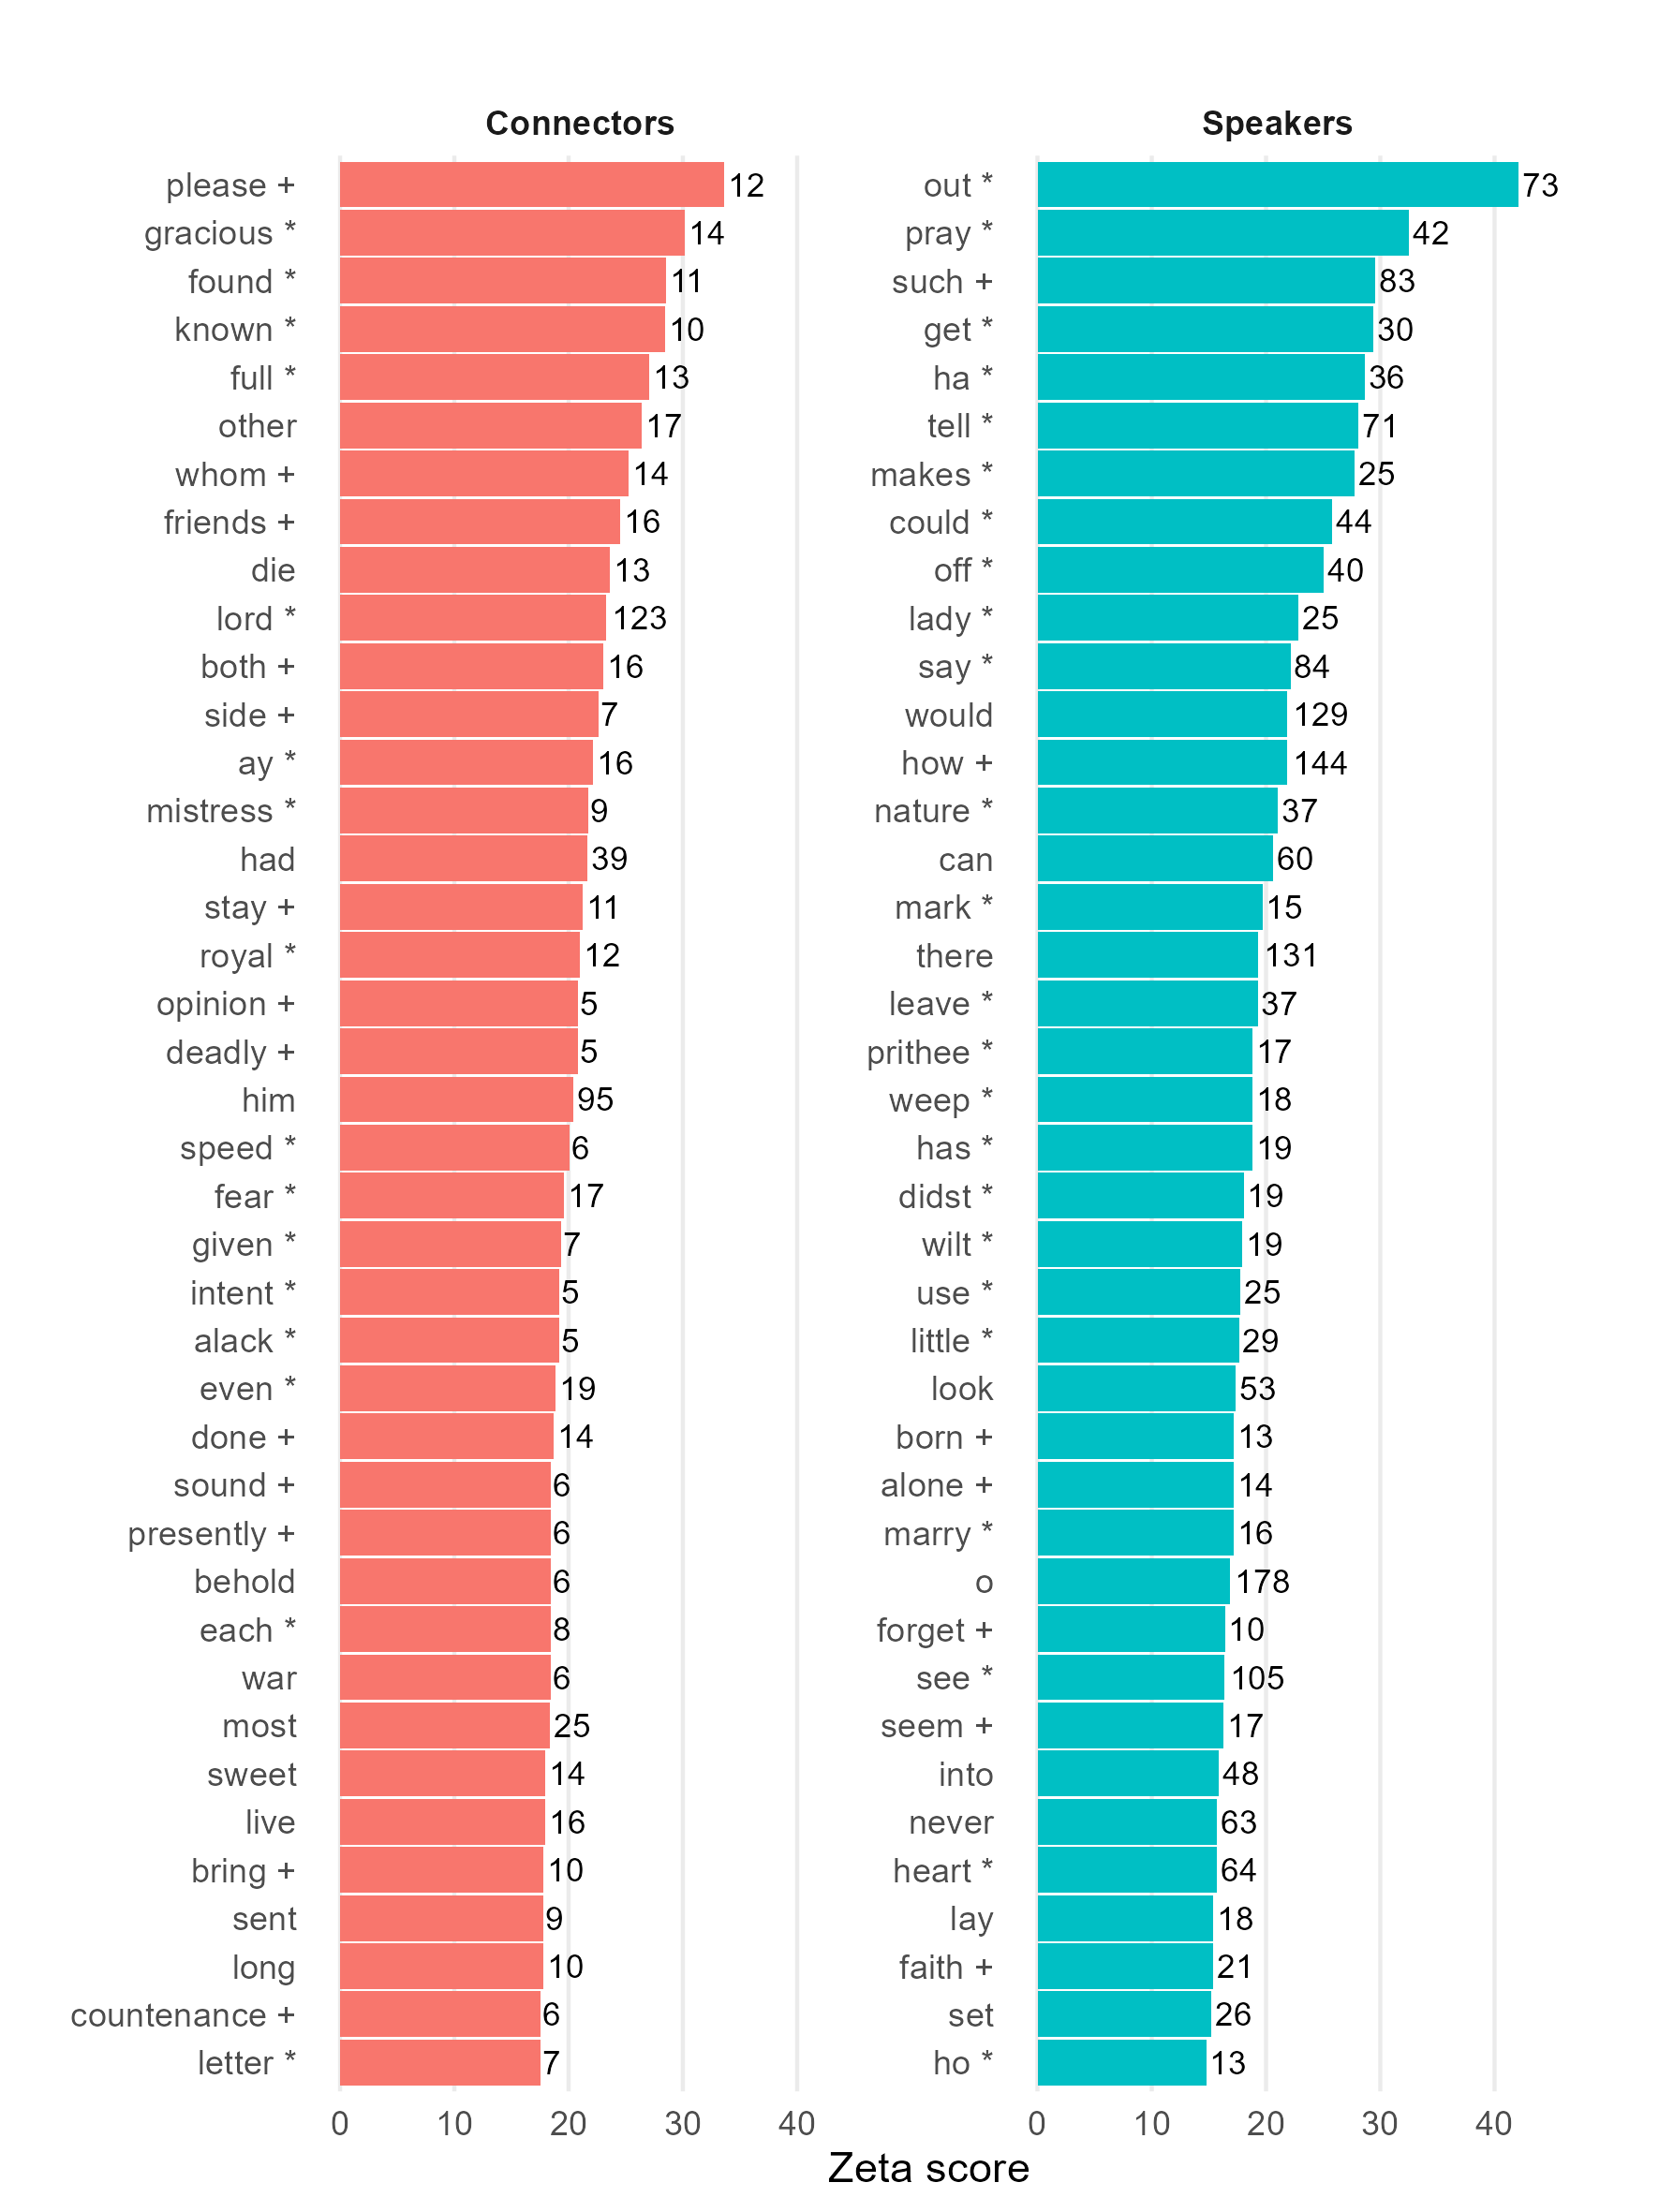 Connectors
please + 12
gracious * 14
found * 11
known * 10
full * 13
other 17
whom + 14
friends + 16
die 13
lord * 123
both + 16
side + 7
ay * 16
mistress * 9
had 39
stay + 11
royal * 12
opinion + 5
deadly + 5
him 95
speed * 6
fear * 17
given * 7
intent * 5
alack * 5
even * 19
done + 14
sound + 6
presently + 6
behold 6
each * 8
war 6
most 25
sweet 14
live 16
bring + 10
sent 9
long 10
countenance + 6
letter * 7
0 10 20 30 40
Speakers
out * 73
pray * 42
such + 83
get * 30
ha * 36
tell * 71
makes * 25
could * 44
off * 40
lady * 25
say * 84
would 129
how + 144
nature * 37
can 60
mark * 15
there 131
leave * 37
prithee * 17
weep * 18
has * 19
didst * 19
wilt * 19
use * 25
little * 29
look 53
born + 13
alone + 14
marry * 16
o 178
forget + 10
see * 105
seem + 17
into 48
never 63
heart * 64
lay 18
faith + 21
set 26
ho * 13
0 10 20 30 40
Zeta score